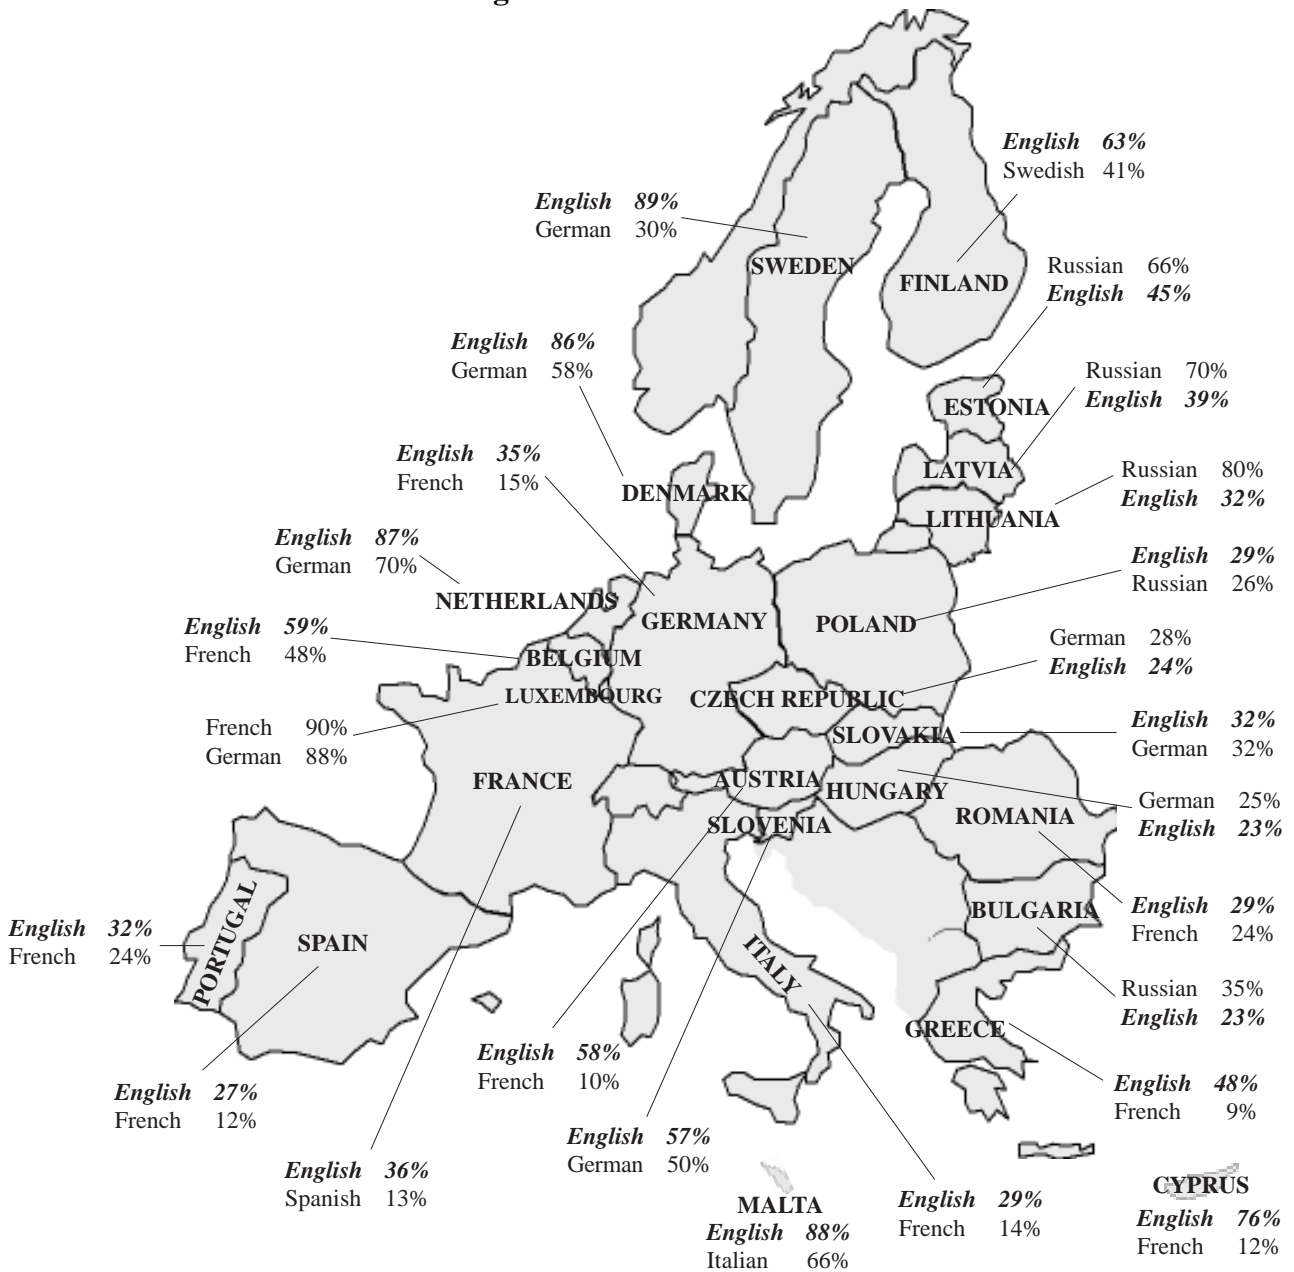 English 63%
Swedish 41%
English 89%
German 30%
SWEDEN
FINLAND
Russian 66%
English 45%
English 86%
German 58%
Russian 70%
English 39%
ESTONIA
English 35%
French 15%
LATVIA
Russian 80%
English 32%
DENMARK
LITHUANIA
English 87%
German 70%
English 29%
Russian 26%
NETHERLANDS
GERMANY
POLAND
English 59%
French 48%
BELGIUM
German 28%
English 24%
LUXEMBOURG
CZECH REPUBLIC
French 90%
German 88%
SLOVAKIA
English 32%
German 32%
FRANCE
AUSTRIA
HUNGARY
German 25%
English 23%
SLOVENIA
ROMANIA
English 32%
French 24%
PORTUGAL
SPAIN
ITALY
BULGARIA
English 29%
French 24%
Russian 35%
English 23%
GREECE
English 58%
French 10%
English 48%
French 9%
English 27%
French 12%
English 57%
German 50%
English 36%
Spanish 13%
MALTA
English 88%
Italian 66%
English 29%
French 14%
CYPRUS
English 76%
French 12%